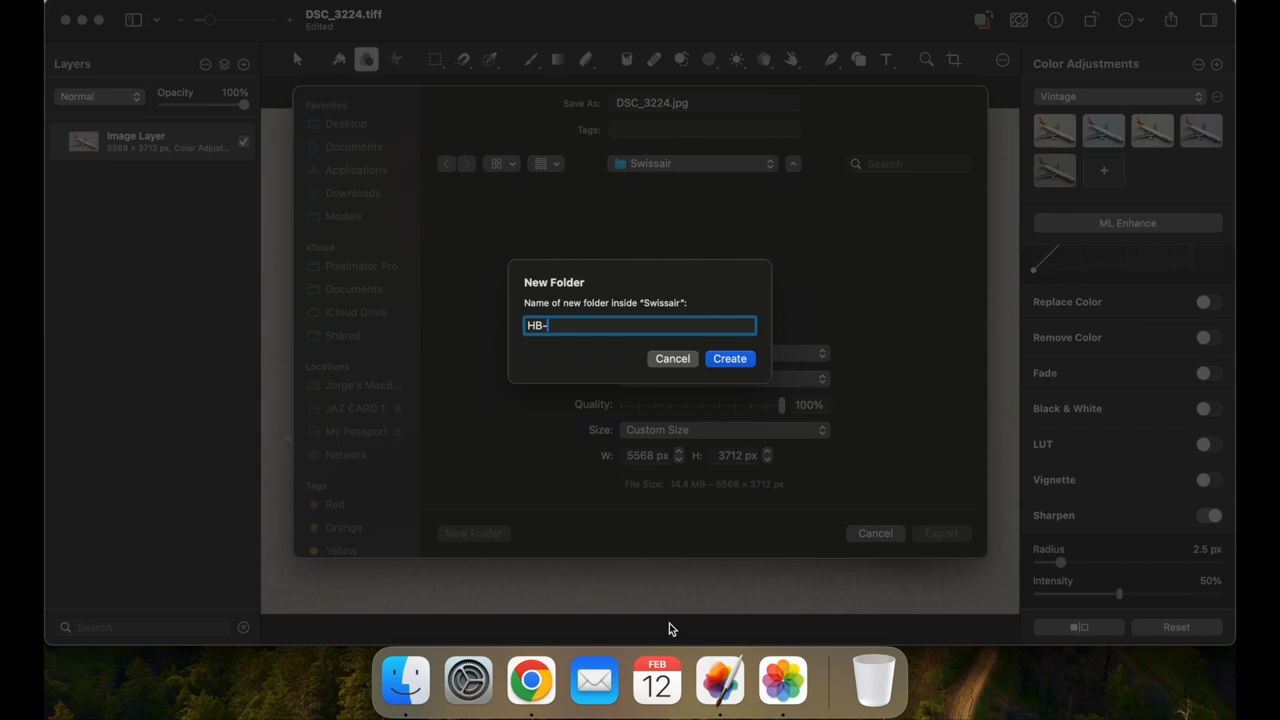 DSC_3224.tiff
Edited
Layers
Normal
Opacity
100%
Image Layer
5568 px × 3712 px, Color Adjust...
Search
Favorites
Desktop
Documents
Applications
Downloads
Models
iCloud
Pixelmator Pro
Documents
iCloud Drive
Shared
Locations
Jorge's MacB...
JAZ CARD 1
My Passport
Network
Tags
Red
Orange
Yellow
Save As:
DSC_3224.jpg
Tags:
Swissair
Search
New Folder
Name of new folder inside “Swissair”:
HB-
Cancel
Create
Quality:
100%
Size:
Custom Size
W:
5568 px
H:
3712 px
File Size: 14.4 MB – 5568 × 3712 px
New Folder
Cancel
Export
Color Adjustments
Vintage
ML Enhance
Replace Color
Remove Color
Fade
Black & White
LUT
Vignette
Sharpen
Radius
2.5 px
Intensity
50%
Reset
FEB
12